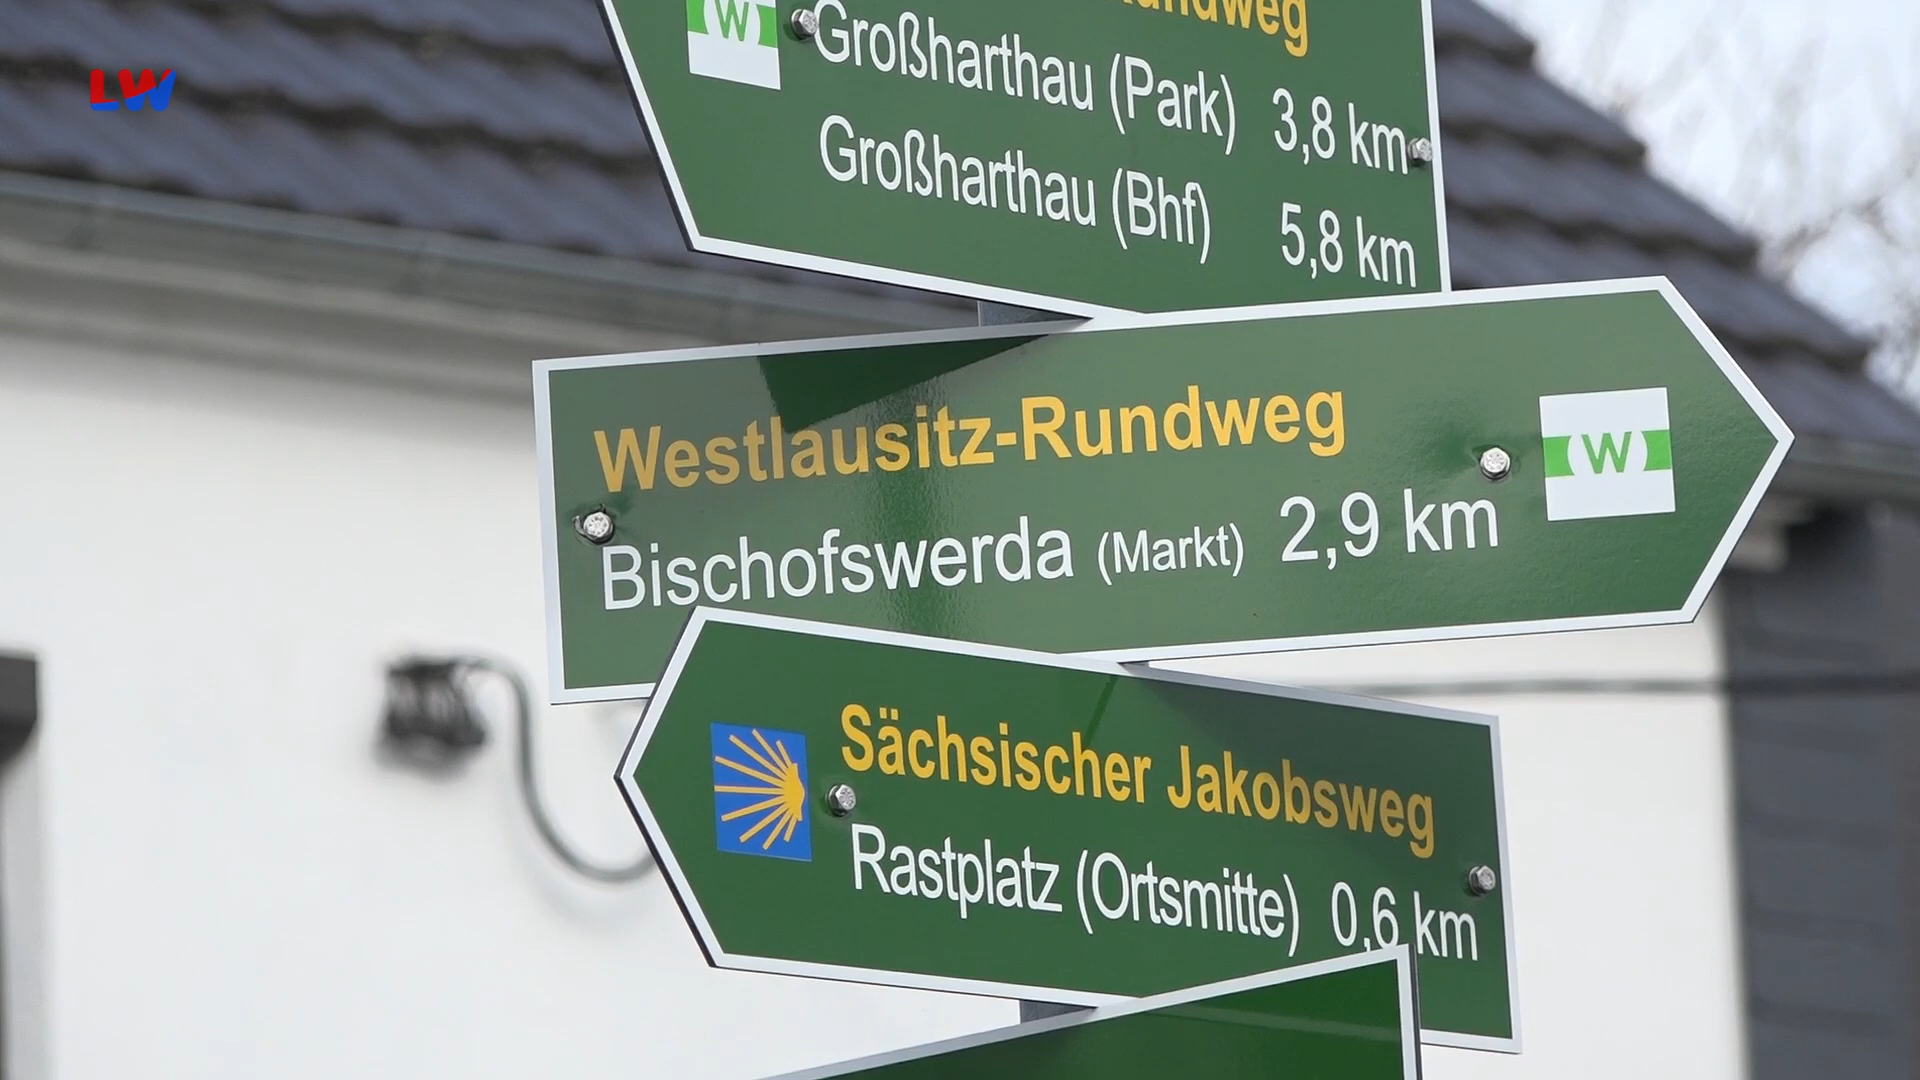 LW
Rundweg
W
Großharthau (Park) 3,8 km
Großharthau (Bhf) 5,8 km
Westlausitz-Rundweg
W
Bischofswerda (Markt) 2,9 km
Sächsischer Jakobsweg
Rastplatz (Ortsmitte) 0,6 km